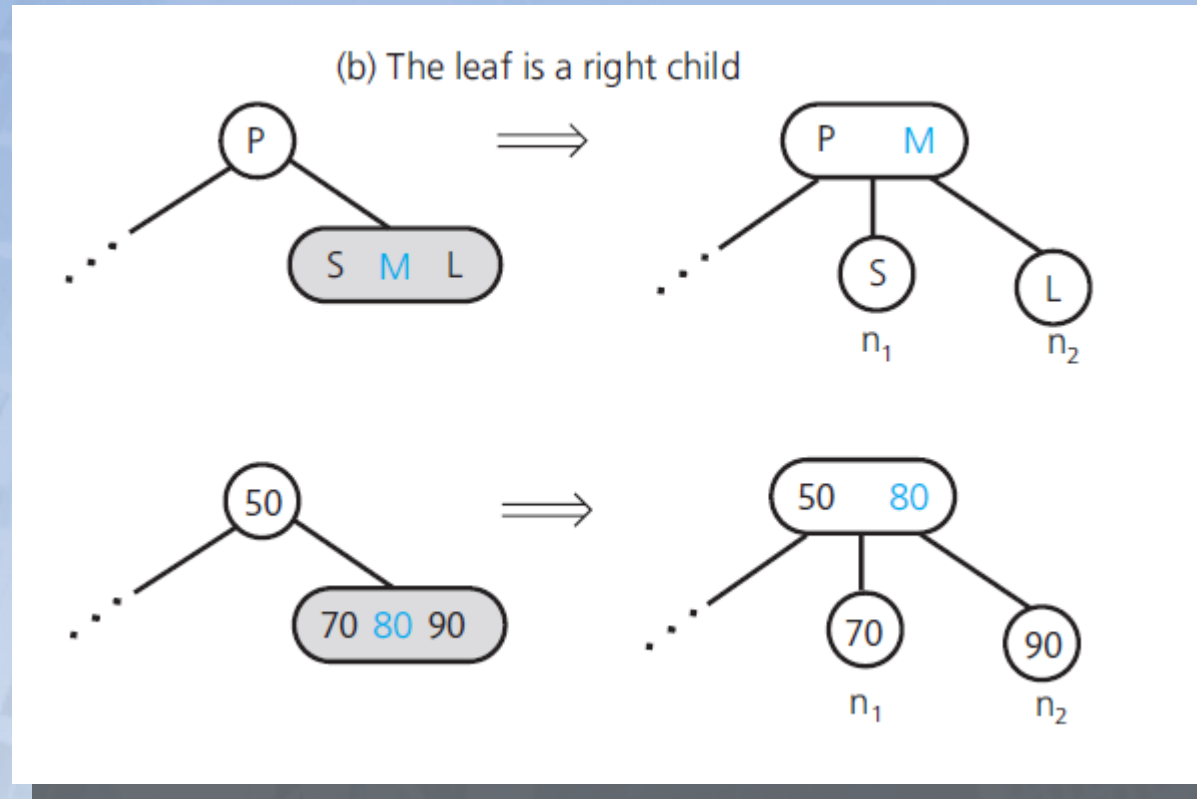 (b) The leaf is a right child
P
S M L
P M
S
L
n₁
n₂
50
70 80 90
50 80
70
90
n₁
n₂